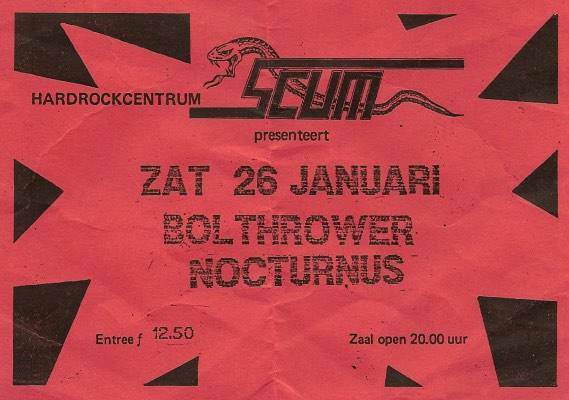 HARDROCKCENTRUM SCUM
presenteert
ZAT 26 JANUARI
BOLTHROWER
NOCTURNUS
Entree ƒ 12.50
Zaal open 20.00 uur